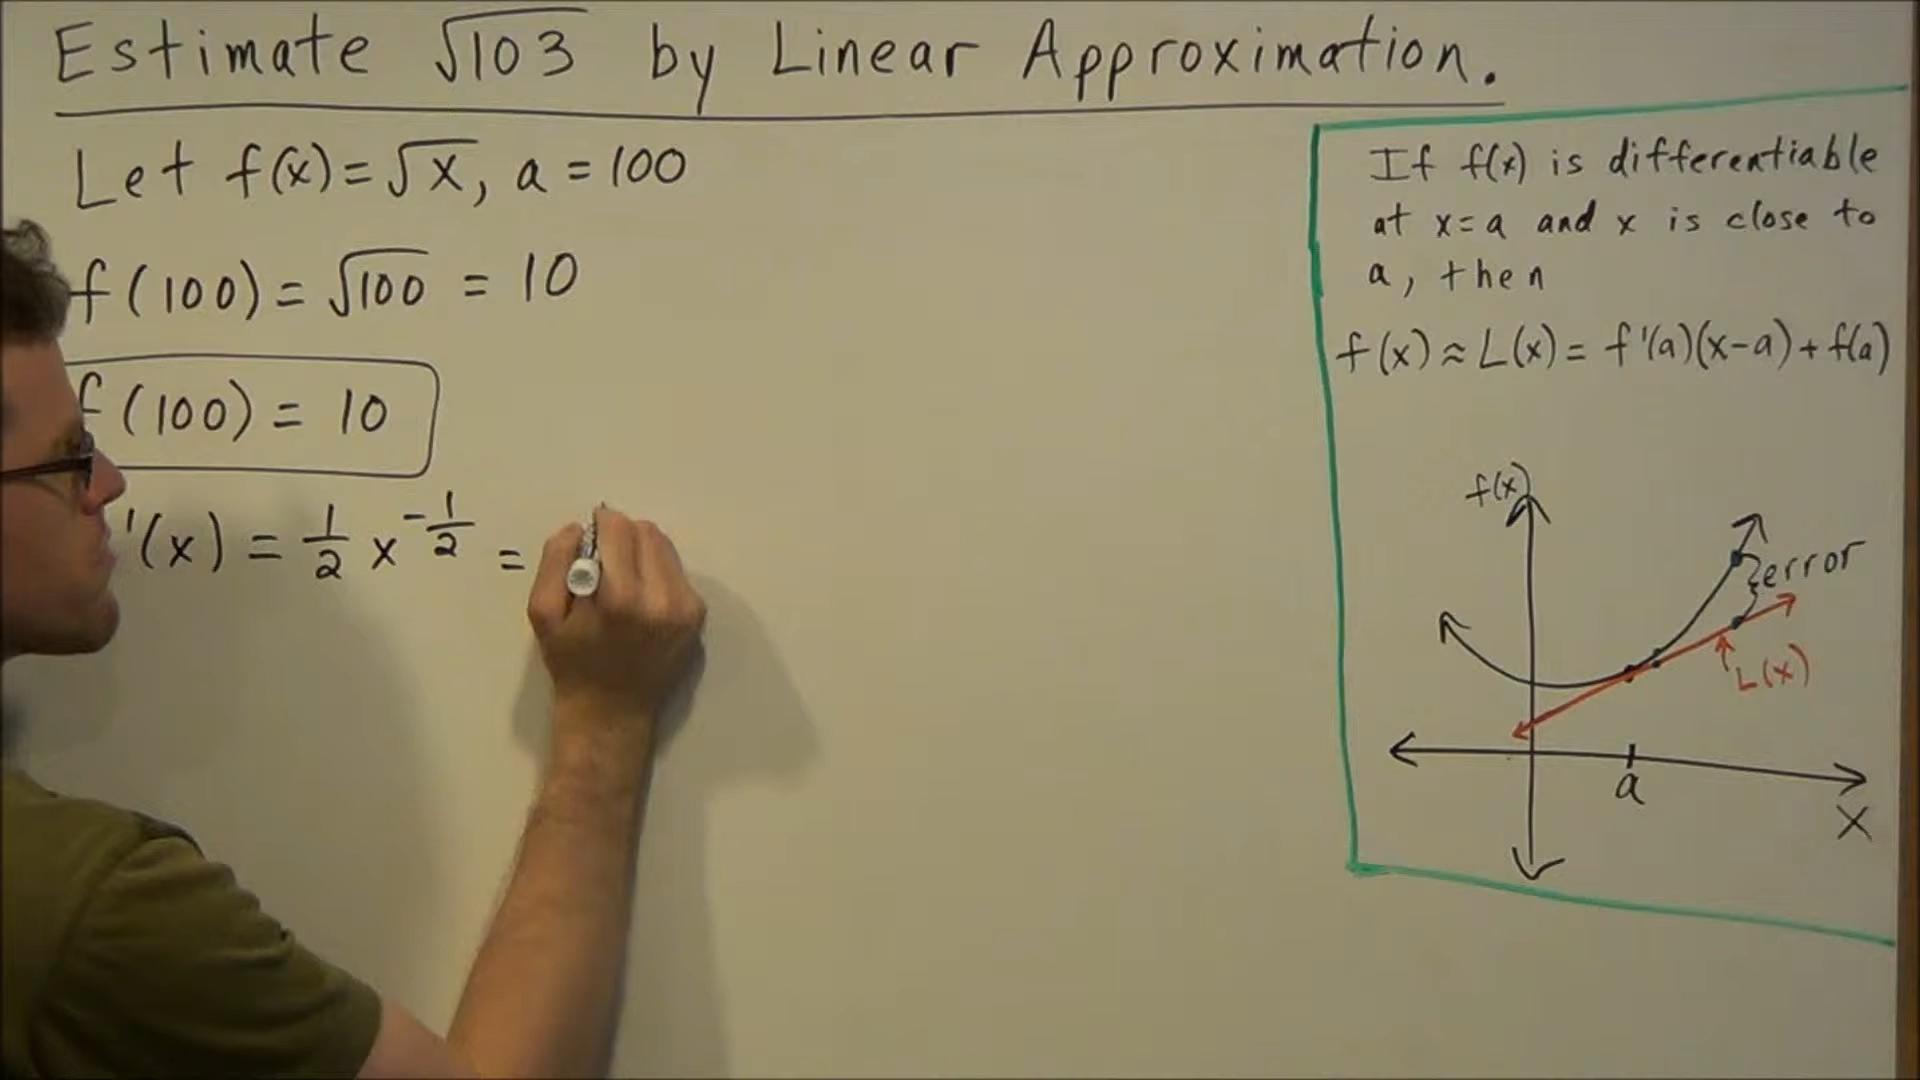 Estimate √103 by Linear Approximation.
Let f(x)=√x, a = 100
f(100) = √100 = 10
f(100) = 10
'(x) = 1/2 x^-1/2 =
If f(x) is differentiable
at x=a and x is close to
a, then
f(x) ≈ L(x) = f'(a)(x-a) + f(a)
f(x)
error
L(x)
a
x